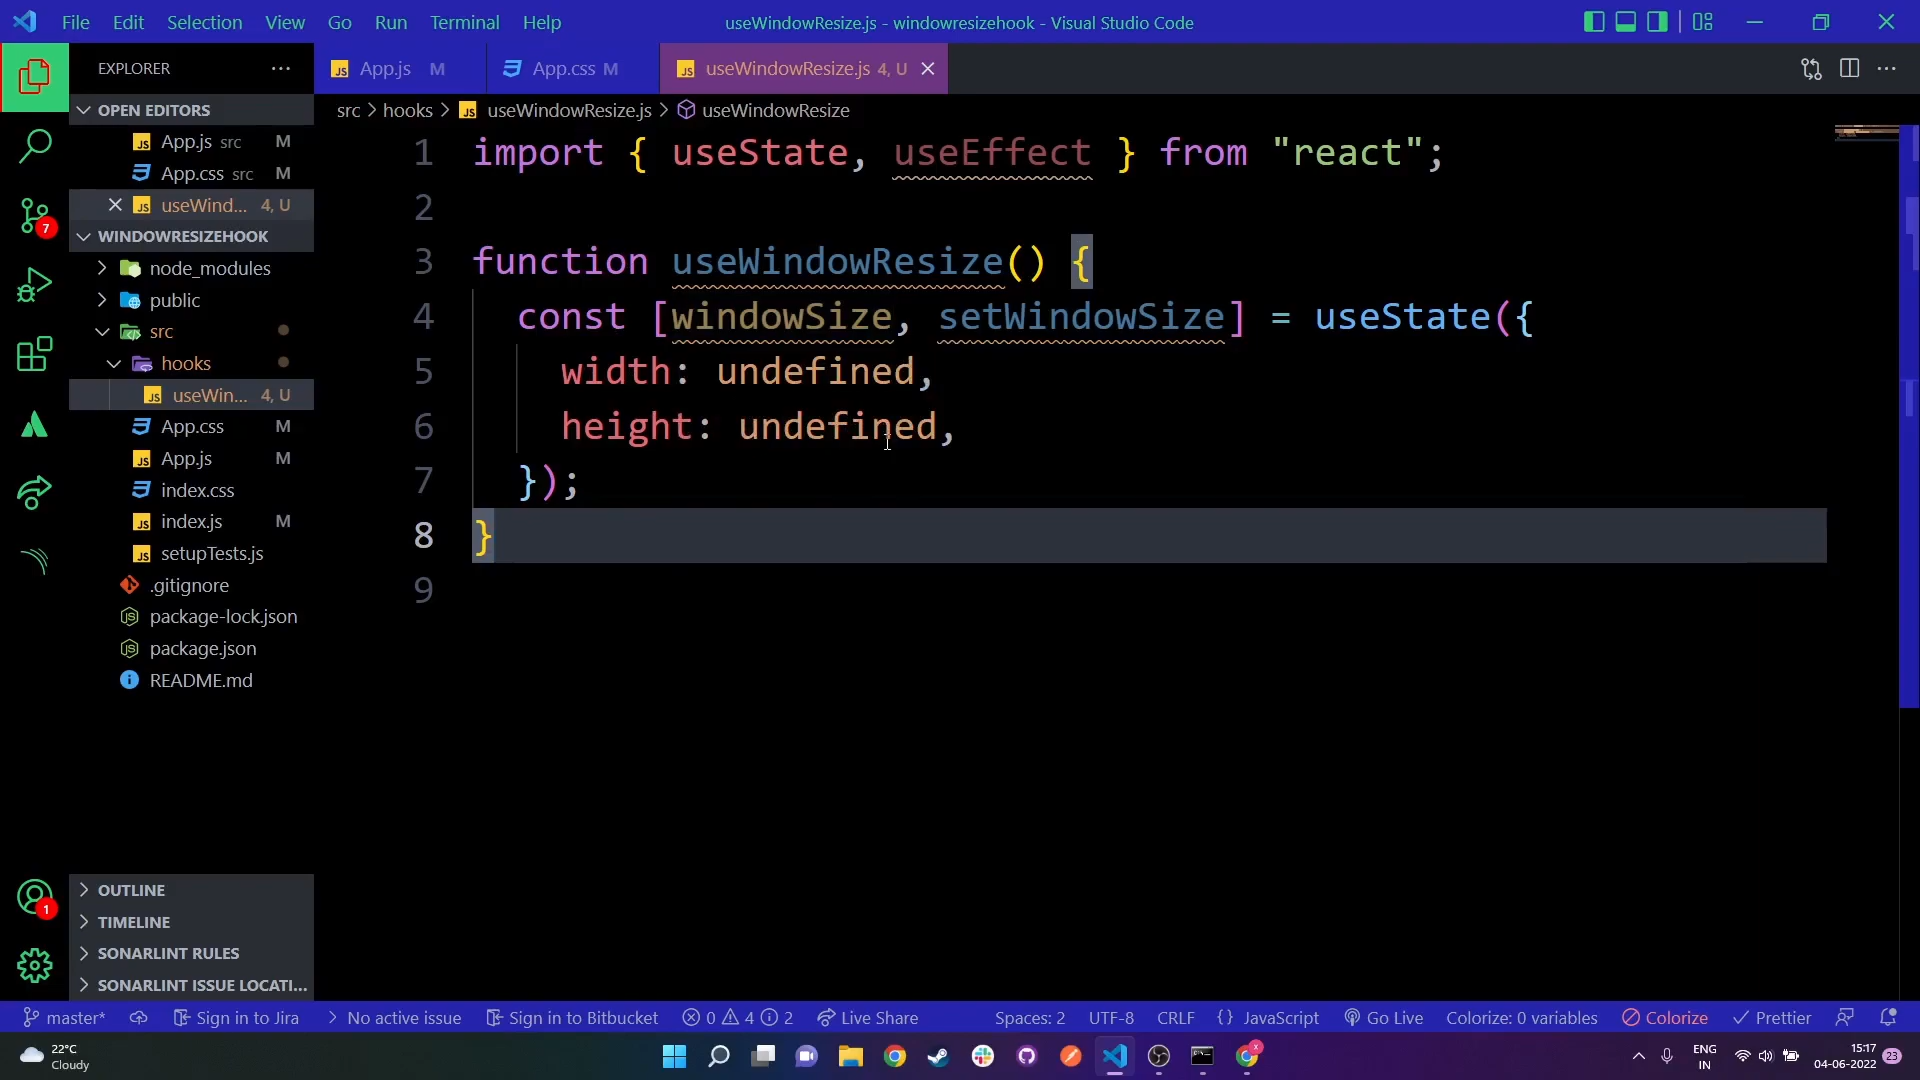 File Edit Selection View Go Run Terminal Help
useWindowResize.js - windowresizehook - Visual Studio Code
EXPLORER
App.js M
App.css M
useWindowResize.js 4, U
OPEN EDITORS
App.js src M
App.css src M
useWind... 4, U
WINDOWRESIZEHOOK
node_modules
public
src
hooks
useWin... 4, U
App.css M
App.js M
index.css
index.js M
setupTests.js
.gitignore
package-lock.json
package.json
README.md
OUTLINE
TIMELINE
SONARLINT RULES
SONARLINT ISSUE LOCATI...
7
1
src > hooks > JS useWindowResize.js > useWindowResize
1 import { useState, useEffect } from "react";
2
3 function useWindowResize() {
4 const [windowSize, setWindowSize] = useState({
5 width: undefined,
6 height: undefined,
7 });
8 }
9
master* Sign in to Jira No active issue Sign in to Bitbucket 0 4 2 Live Share Spaces: 2 UTF-8 CRLF {} JavaScript Go Live Colorize: 0 variables Colorize Prettier
22°C
Cloudy
ENG
IN
15:17
04-06-2022
23